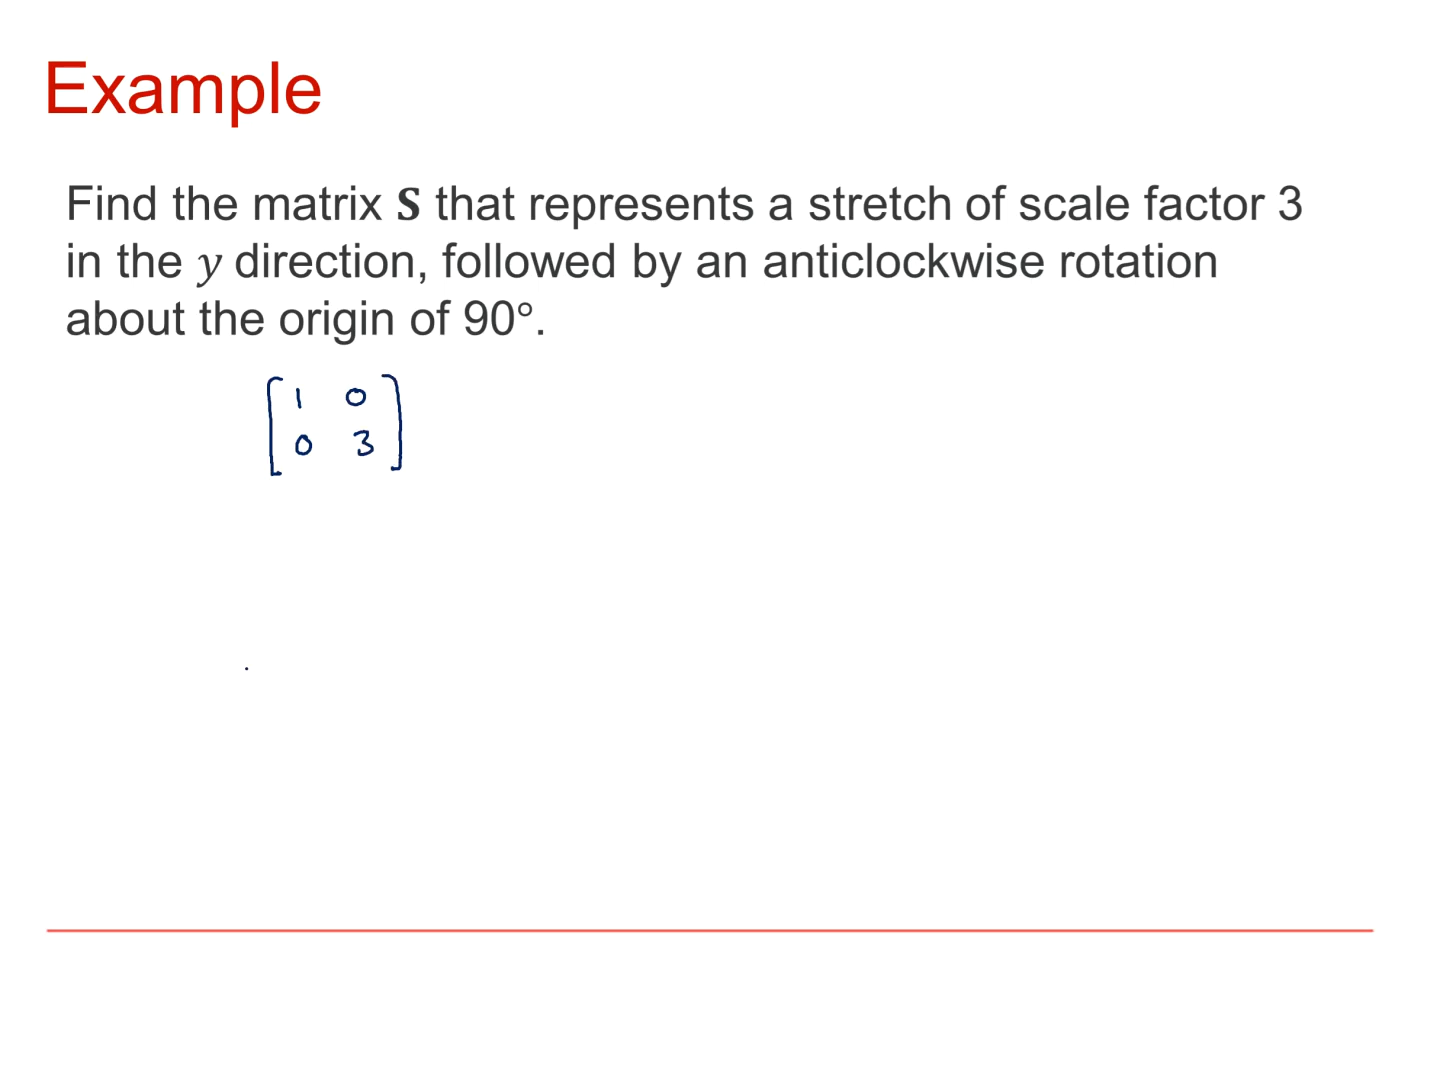 Example
Find the matrix S that represents a stretch of scale factor 3
in the y direction, followed by an anticlockwise rotation
about the origin of 90°.
1 0
0 3